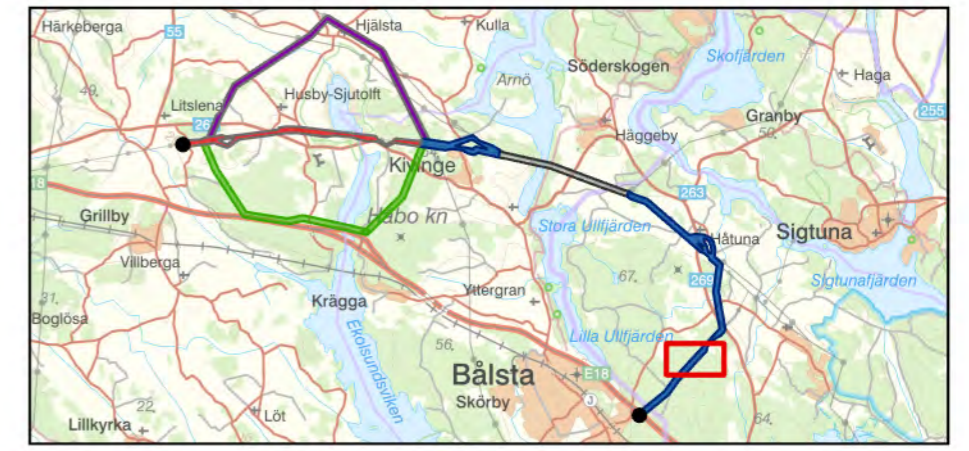 Härkeberga
55
Hjälsta
Kulla
Söderskogen
Skofjärden
Haga
49.
Litslena
Husby-Sjutolft
Arnö
Granby
255
50.
Häggeby
Kivinge
18
263
Grillby
Håbo kn
Stora Ullfjärden
Håtuna
Sigtuna
Villberga
67.
269
Sigtunafjärden
31.
Krägga
Yttergran
Boglösa
Ekolsundsviken
56.
Lilla Ullfjärden
Bålsta
E18
Skörby
J
22.
Löt
64.
Lillkyrka